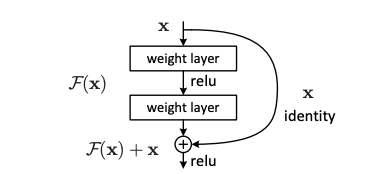 x
weight layer
relu
F(x)
weight layer
x
identity
F(x) + x
relu